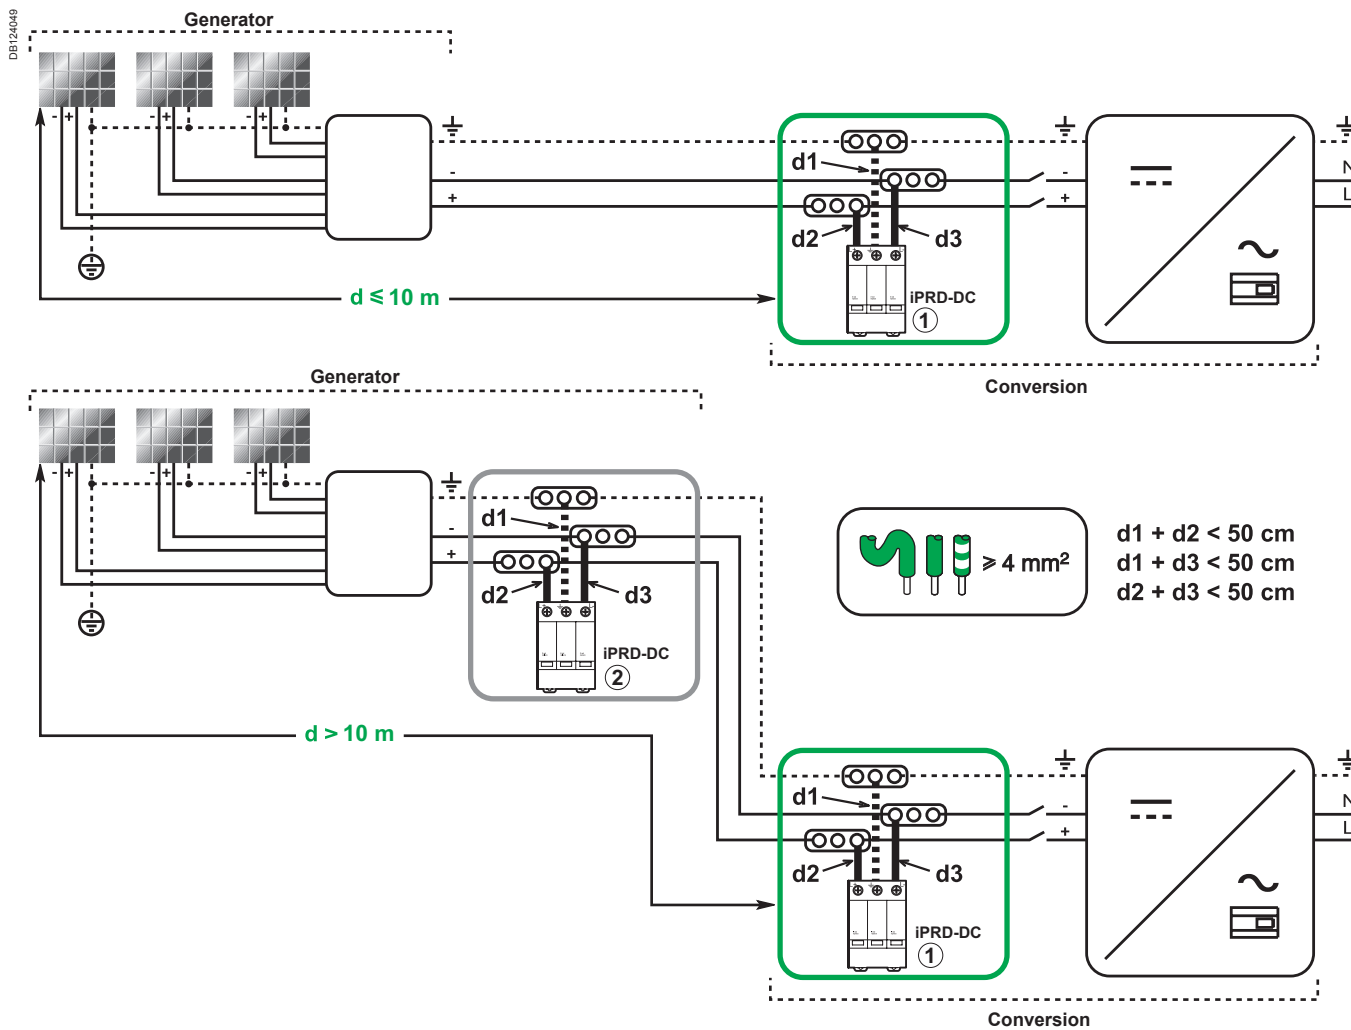 DB124049
Generator
- + - + - +
-
+
d1
d2
d3
iPRD-DC
1
-
+
N
L
d ≤ 10 m
Conversion
Generator
- + - + - +
-
+
d1
d2
d3
iPRD-DC
2
≥ 4 mm²
d1 + d2 < 50 cm
d1 + d3 < 50 cm
d2 + d3 < 50 cm
d > 10 m
d1
d2
d3
iPRD-DC
1
-
+
N
L
Conversion